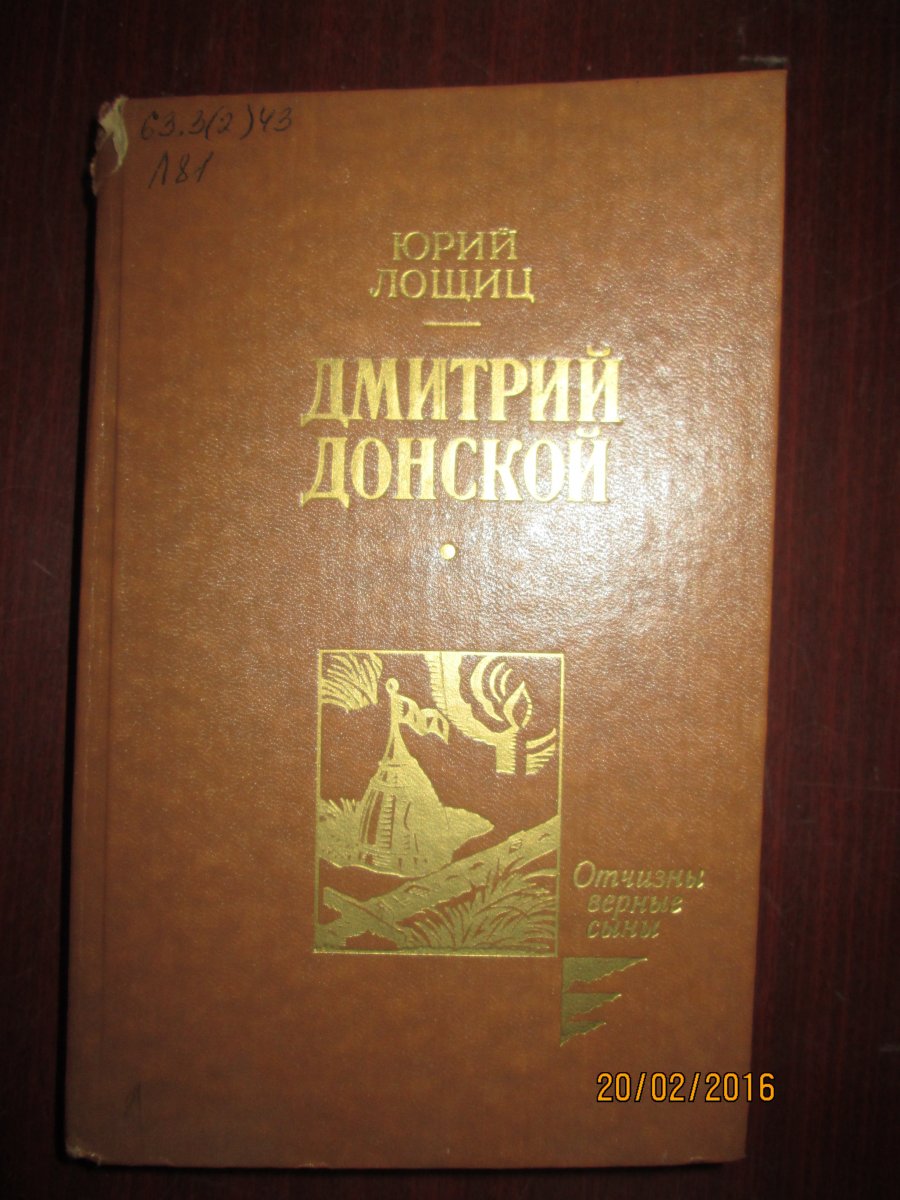 63.3(2)43
Л81
ЮРИЙ
ЛОЩИЦ
ДМИТРИЙ
ДОНСКОЙ
Отчизны
верные
сыны
20/02/2016